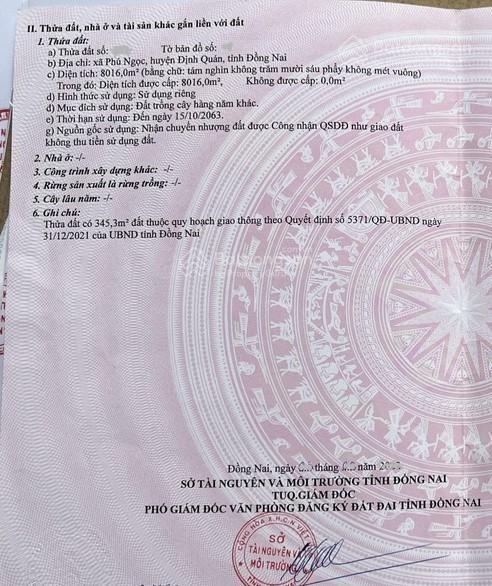 II. Thửa đất, nhà ở và tài sản khác gắn liền với đất
1. Thửa đất:
a) Thửa đất số: Tờ bản đồ số:
b) Địa chỉ: xã Phú Ngọc, huyện Định Quán, tỉnh Đồng Nai
c) Diện tích: 8016,0m² (bằng chữ: tám nghìn không trăm mười sáu phẩy không mét vuông)
Trong đó: Diện tích được cấp: 8016,0m², Không được cấp: 0,0m²
d) Hình thức sử dụng: Sử dụng riêng
đ) Mục đích sử dụng: Đất trồng cây hàng năm khác.
e) Thời hạn sử dụng: Đến ngày 15/10/2063.
g) Nguồn gốc sử dụng: Nhận chuyển nhượng đất được Công nhận QSDĐ như giao đất
không thu tiền sử dụng đất.
2. Nhà ở: -/-
3. Công trình xây dựng khác: -/-
4. Rừng sản xuất là rừng trồng: -/-
5. Cây lâu năm: -/-
6. Ghi chú:
Thửa đất có 345,3m² đất thuộc quy hoạch giao thông theo Quyết định số 5371/QĐ-UBND ngày
31/12/2021 của UBND tỉnh Đồng Nai
Đồng Nai, ngày tháng năm
SỞ TÀI NGUYÊN VÀ MÔI TRƯỜNG TỈNH ĐỒNG NAI
TUQ.GIÁM ĐỐC
PHÓ GIÁM ĐỐC VĂN PHÒNG ĐĂNG KÝ ĐẤT ĐAI TỈNH ĐỒNG NAI
SỞ
TÀI NGUYÊN VÀ
MÔI TRƯỜNG